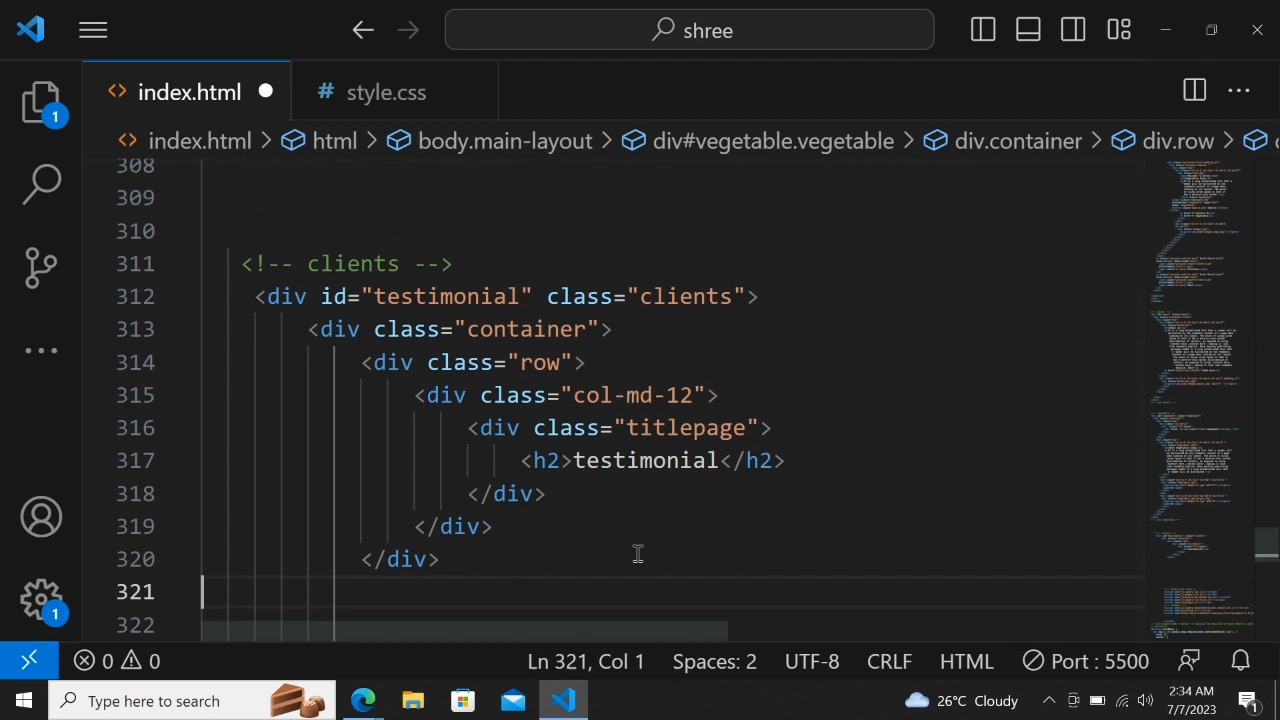 shree
index.html
# style.css
1
index.html > html > body.main-layout > div#vegetable.vegetable > div.container > div.row >
308
309
310
311 <!-- clients -->
312 <div id="testimonial" class="clients">
313 <div class="container">
314 <div class="row">
315 <div class="col-md-12">
316 <div class="titlepage">
317 <h2>testimonial</h2>
318 </div>
319 </div>
320 </div>
321
322
1
0 0 Ln 321, Col 1 Spaces: 2 UTF-8 CRLF HTML Port : 5500
Type here to search
26°C Cloudy
2:34 AM
7/7/2023
1